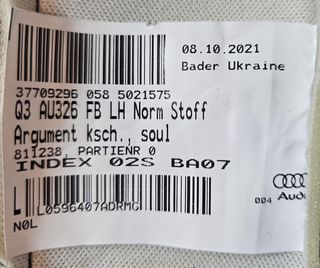 08.10.2021
Bader Ukraine
37709296 058 5021575
Q3 AU326 FB LH Norm Stoff
Argument ksch., soul
811238, PARTIENR 0
INDEX 02S BA07
L L0596407ADRMG
N0L
004 Audi